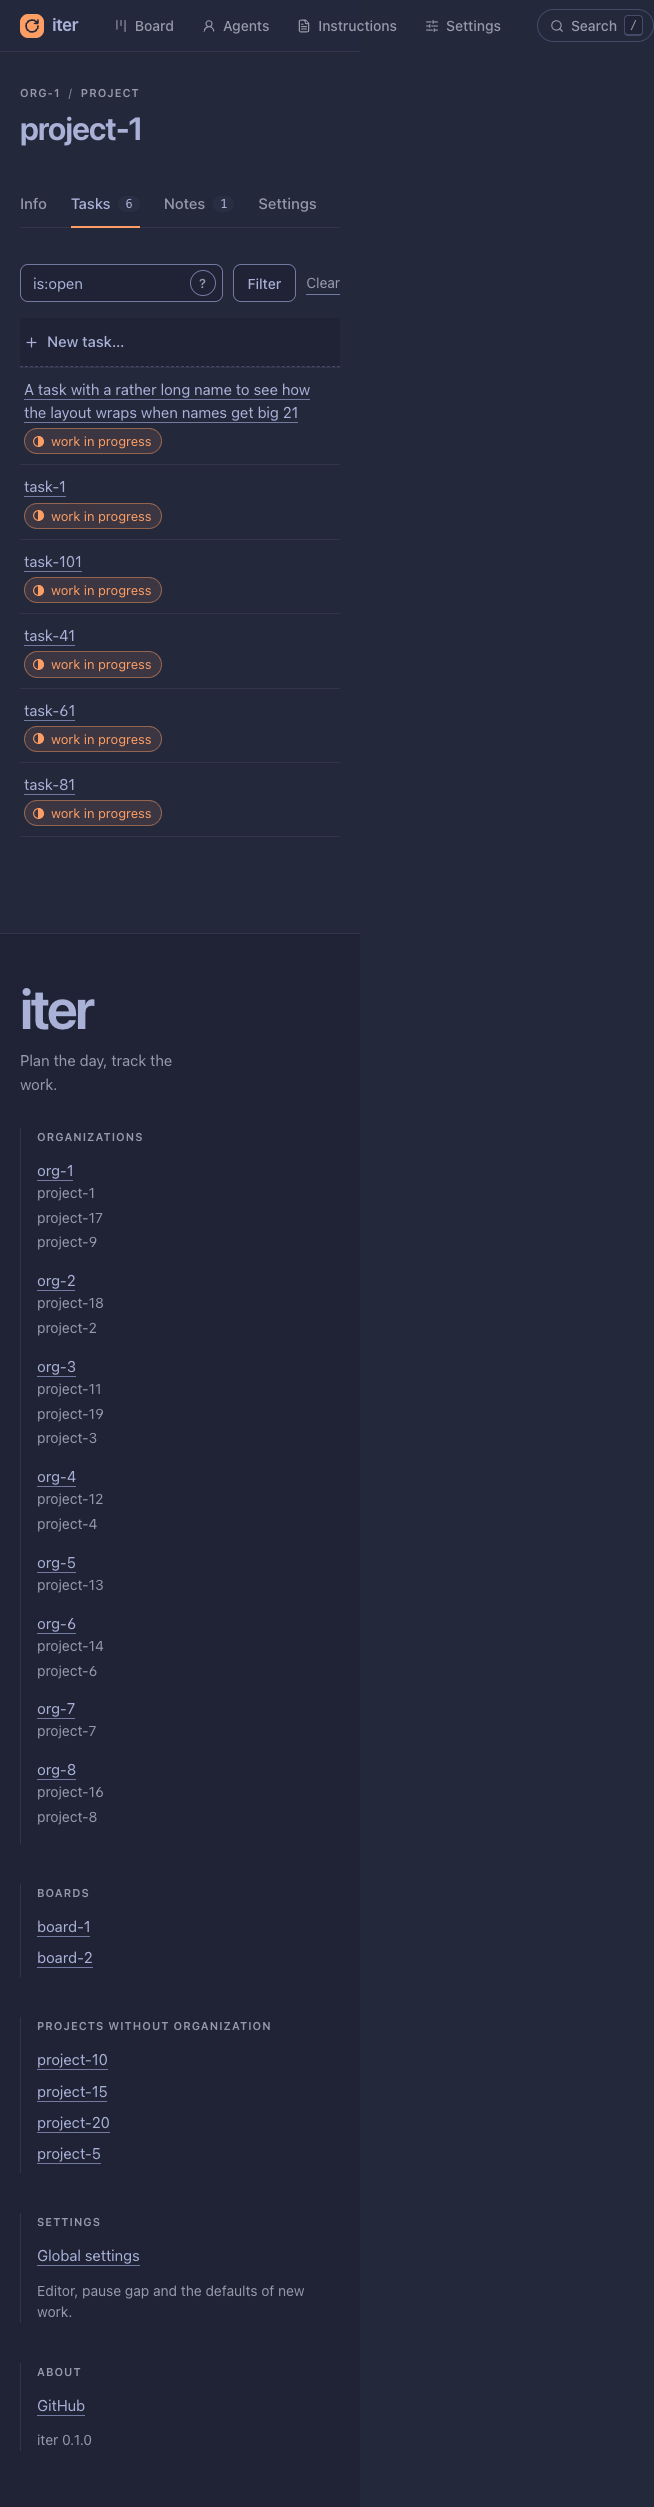 iter
Board
Agents
Instructions
Settings
Search /
ORG-1 / PROJECT
project-1
Info
Tasks 6
Notes 1
Settings
is:open
?
Filter
Clear
+ New task...
A task with a rather long name to see how
the layout wraps when names get big 21
work in progress
task-1
work in progress
task-101
work in progress
task-41
work in progress
task-61
work in progress
task-81
work in progress
iter
Plan the day, track the
work.
ORGANIZATIONS
org-1
project-1
project-17
project-9
org-2
project-18
project-2
org-3
project-11
project-19
project-3
org-4
project-12
project-4
org-5
project-13
org-6
project-14
project-6
org-7
project-7
org-8
project-16
project-8
BOARDS
board-1
board-2
PROJECTS WITHOUT ORGANIZATION
project-10
project-15
project-20
project-5
SETTINGS
Global settings
Editor, pause gap and the defaults of new
work.
ABOUT
GitHub
iter 0.1.0